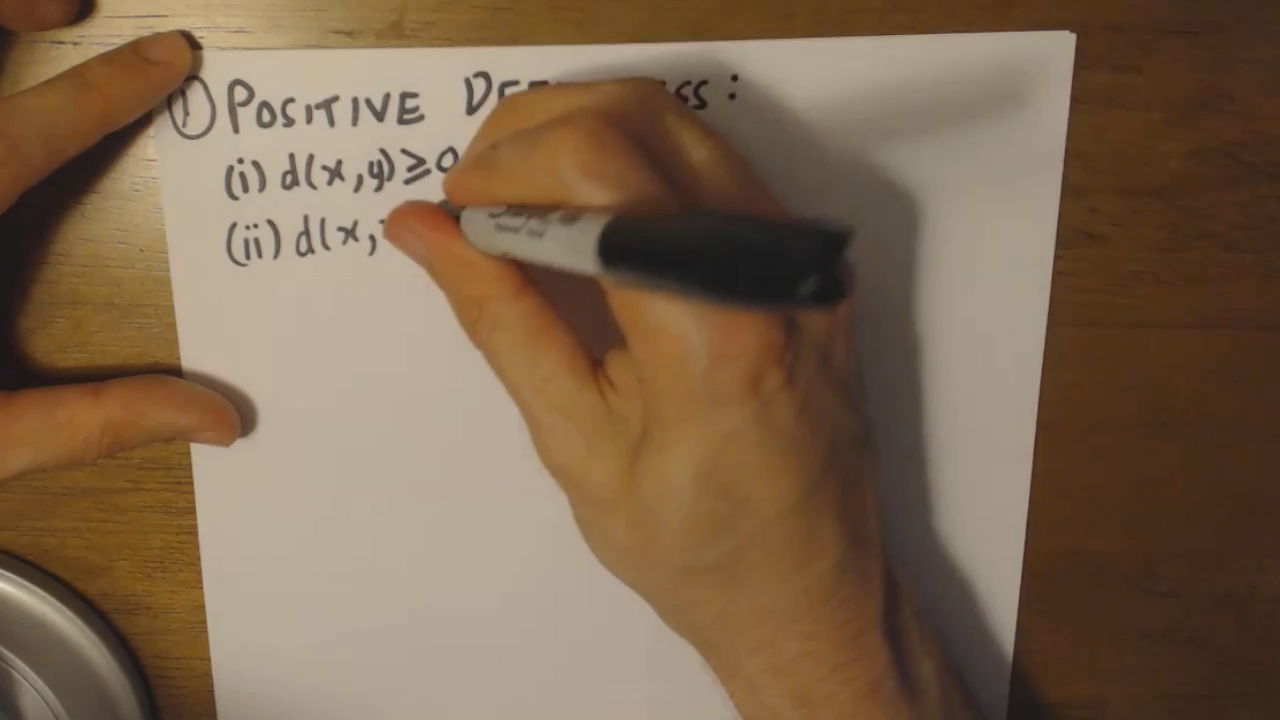 ① POSITIVE
(i) d(x,y)≥0
(ii) d(x,